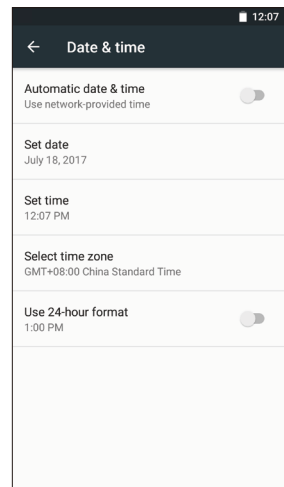 12:07
Date & time
Automatic date & time
Use network-provided time
Set date
July 18, 2017
Set time
12:07 PM
Select time zone
GMT+08:00 China Standard Time
Use 24-hour format
1:00 PM